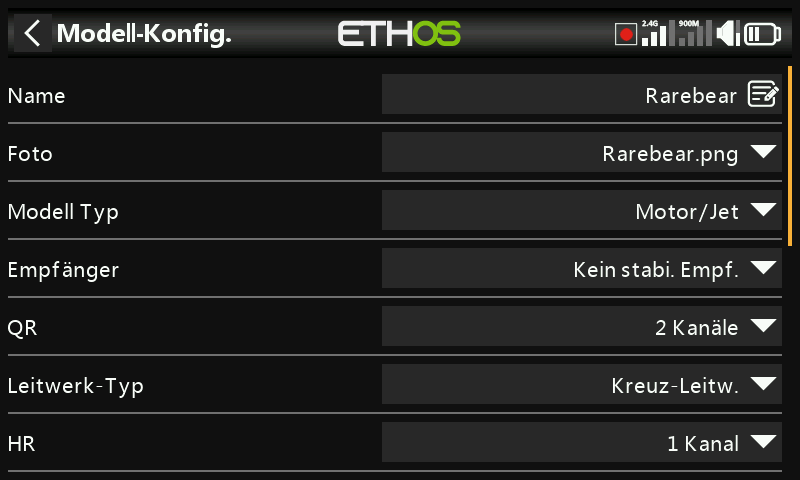 Modell-Konfig.
ETHOS
2.4G
900M
Name
Rarebear
Foto
Rarebear.png
Modell Typ
Motor/Jet
Empfänger
Kein stabi. Empf.
QR
2 Kanäle
Leitwerk-Typ
Kreuz-Leitw.
HR
1 Kanal